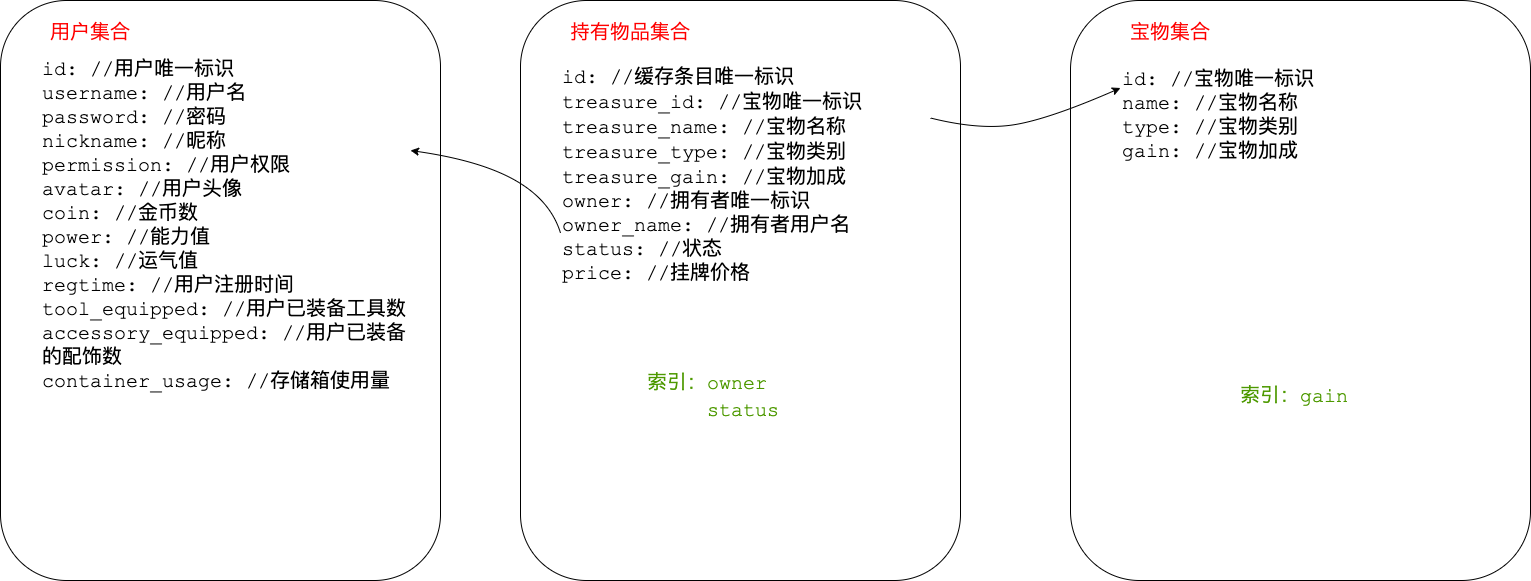 用户集合
id: //用户唯一标识
username: //用户名
password: //密码
nickname: //昵称
permission: //用户权限
avatar: //用户头像
coin: //金币数
power: //能力值
luck: //运气值
regtime: //用户注册时间
tool_equipped: //用户已装备工具数
accessory_equipped: //用户已装备
的配饰数
container_usage: //存储箱使用量
持有物品集合
id: //缓存条目唯一标识
treasure_id: //宝物唯一标识
treasure_name: //宝物名称
treasure_type: //宝物类别
treasure_gain: //宝物加成
owner: //拥有者唯一标识
owner_name: //拥有者用户名
status: //状态
price: //挂牌价格
索引: owner
status
宝物集合
id: //宝物唯一标识
name: //宝物名称
type: //宝物类别
gain: //宝物加成
索引: gain